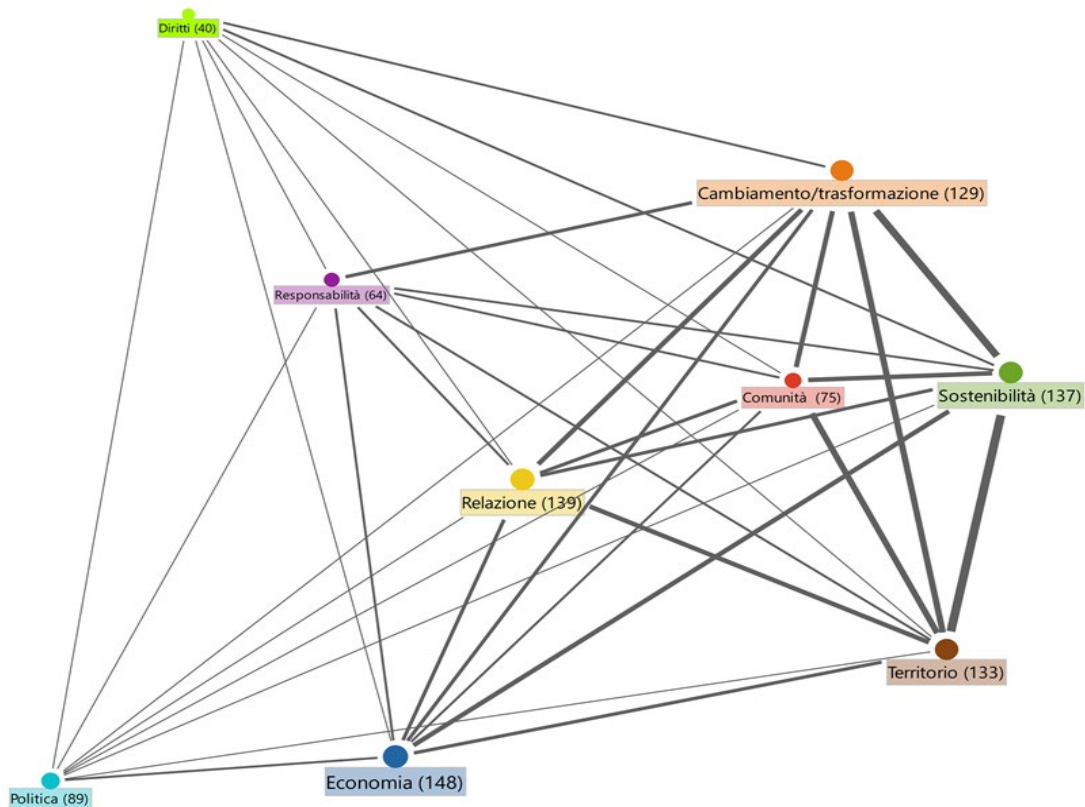 Diritti (40)
Cambiamento/trasformazione (129)
Responsabilità (64)
Comunità (75)
Sostenibilità (137)
Relazione (139)
Territorio (133)
Economia (148)
Politica (89)